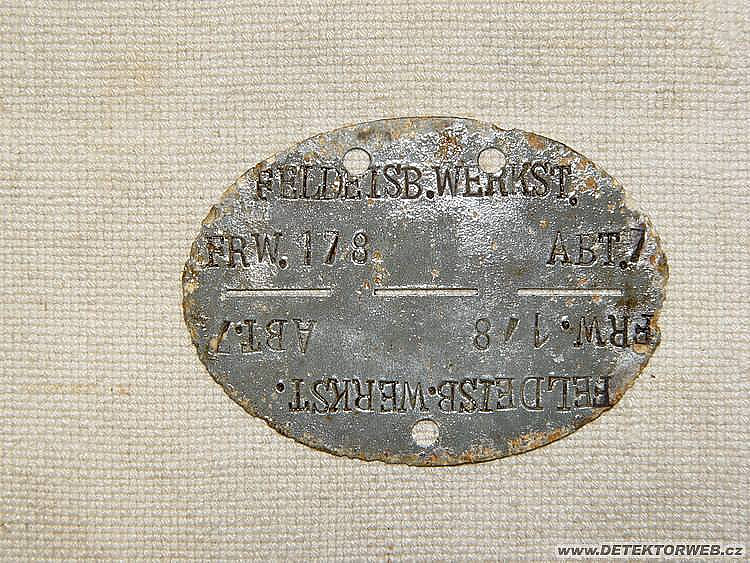 FELDEISB.WERKST.
FRW. 178 ABT.7
FRW. 178 ABT.7
FELDEISB.WERKST.
www.DETEKTORWEB.cz